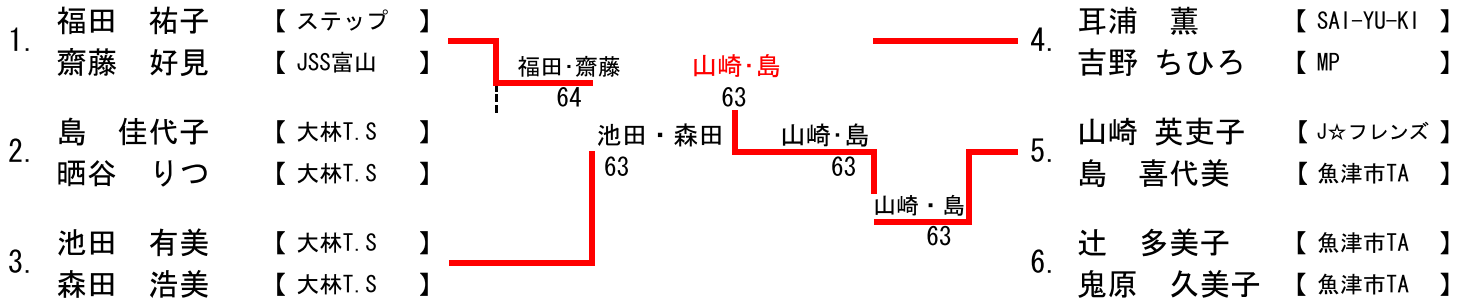 1. 福田 祐子 【 ステップ 】
齋藤 好見 【 JSS富山 】
2. 島 佳代子 【 大林T.S 】
晒谷 りつ 【 大林T.S 】
3. 池田 有美 【 大林T.S 】
森田 浩美 【 大林T.S 】
福田・齋藤
64
池田・森田
63
山崎・島
63
山崎・島
63
山崎・島
63
4. 耳浦 薫 【 SAI-YU-KI 】
吉野 ちひろ 【 MP 】
5. 山崎 英吏子 【 J☆フレンズ 】
島 喜代美 【 魚津市TA 】
6. 辻 多美子 【 魚津市TA 】
鬼原 久美子 【 魚津市TA 】